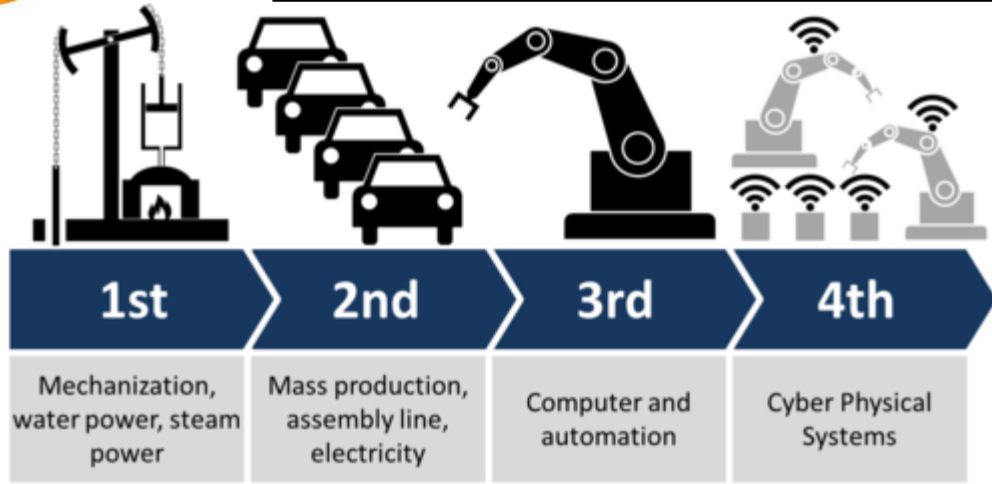 1st
2nd
3rd
4th
Mechanization,
water power, steam
power
Mass production,
assembly line,
electricity
Computer and
automation
Cyber Physical
Systems